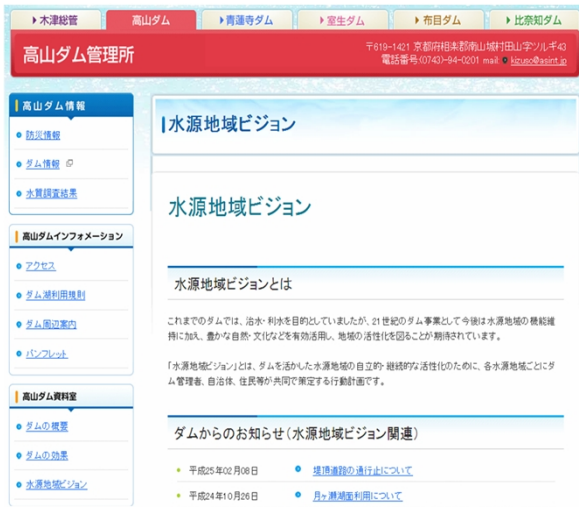 木津総管
高山ダム
青蓮寺ダム
室生ダム
布目ダム
比奈知ダム
高山ダム管理所
〒619-1421 京都府相楽郡南山城村田山字ツルギ43
電話番号:(0743)-94-0201 mail: kizuso@asint.jp
高山ダム情報
防災情報
ダム情報
水質調査結果
高山ダムインフォメーション
アクセス
ダム湖利用規則
ダム周辺案内
パンフレット
高山ダム資料室
ダムの概要
ダムの効果
水源地域ビジョン
水源地域ビジョン
水源地域ビジョン
水源地域ビジョンとは
これまでのダムでは、治水・利水を目的としていましたが、21世紀のダム事業として今後は水源地域の機能維
持に加え、豊かな自然・文化などを有効活用し、地域の活性化を図ることが期待されています。
「水源地域ビジョン」とは、ダムを活かした水源地域の自立的・継続的な活性化のために、各水源地域ごとにダ
ム管理者、自治体、住民等が共同で策定する行動計画です。
ダムからのお知らせ(水源地域ビジョン関連)
平成25年02月08日 堤頂道路の通行止について
平成24年10月26日 月ヶ瀬湖面利用について